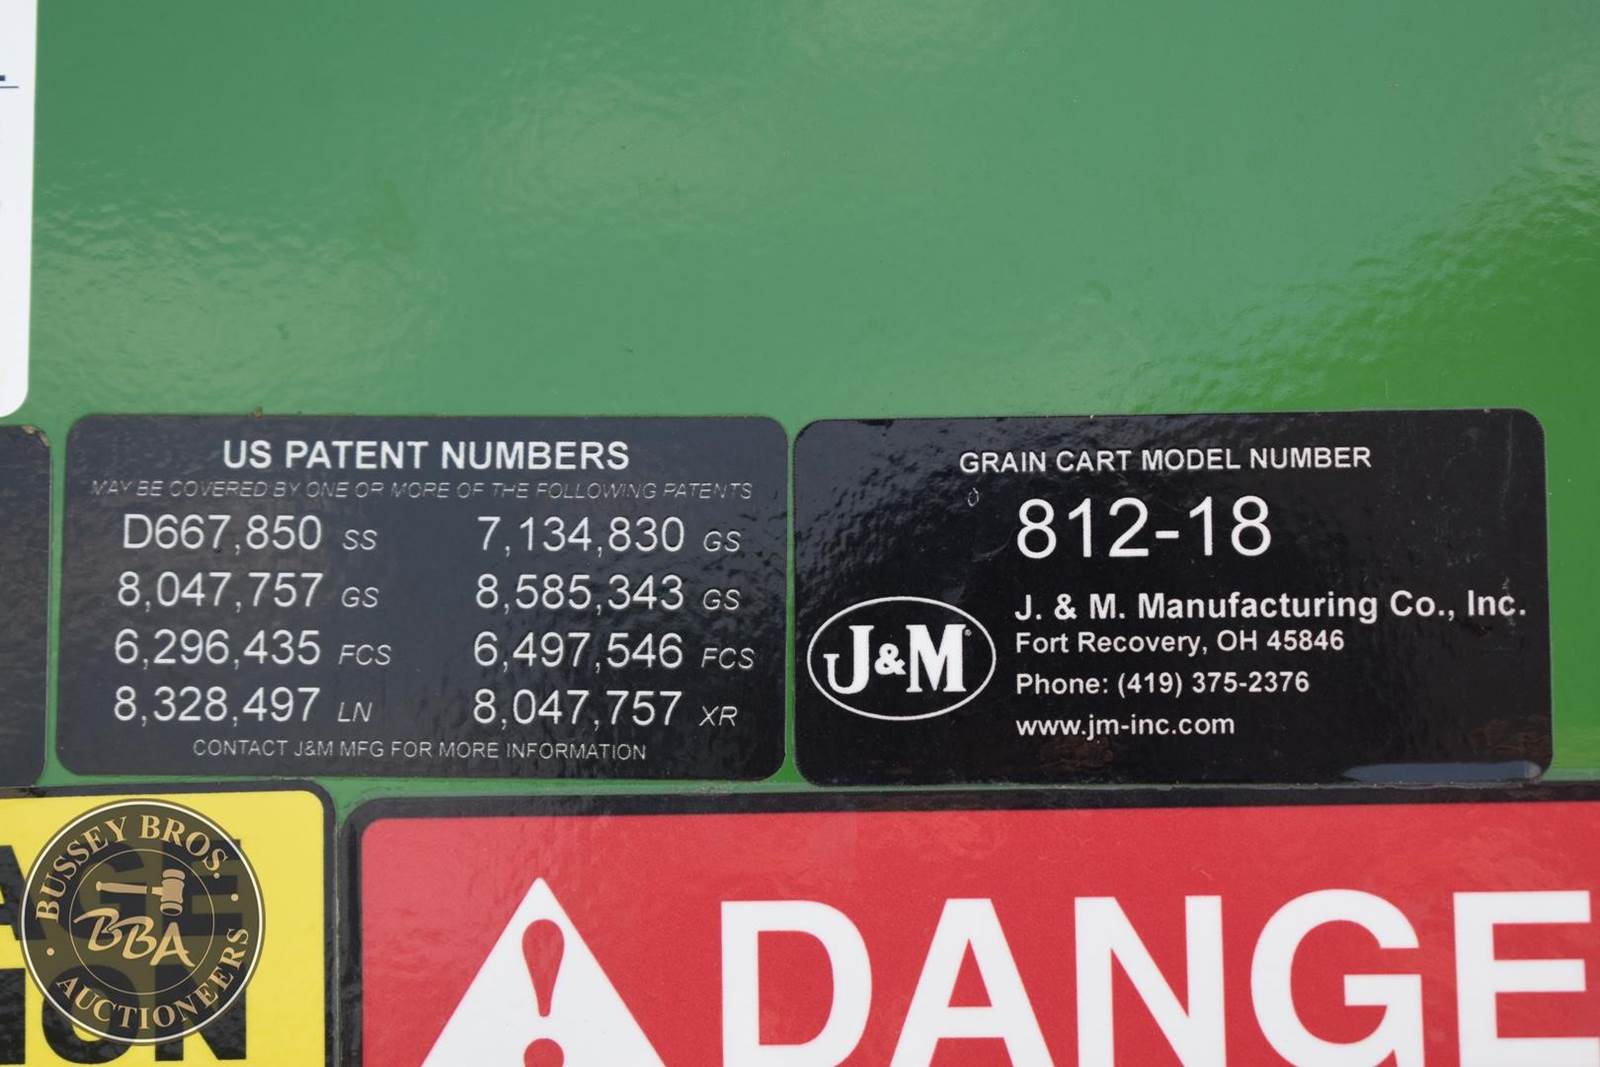 US PATENT NUMBERS
MAY BE COVERED BY ONE OR MORE OF THE FOLLOWING PATENTS
D667,850 SS 7,134,830 GS
8,047,757 GS 8,585,343 GS
6,296,435 FCS 6,497,546 FCS
8,328,497 LN 8,047,757 XR
CONTACT J&M MFG FOR MORE INFORMATION
GRAIN CART MODEL NUMBER
812-18
J&M
J. & M. Manufacturing Co., Inc.
Fort Recovery, OH 45846
Phone: (419) 375-2376
www.jm-inc.com
DANGE
BUSSEY BROS.
BBA
AUCTIONEERS